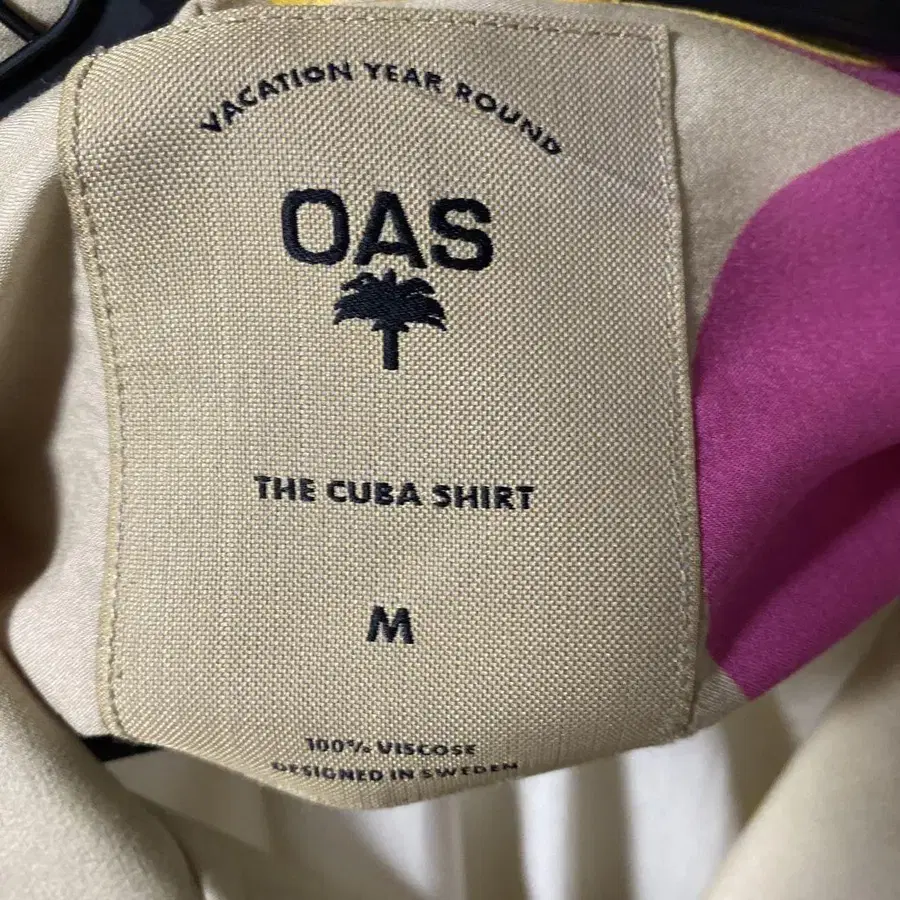 VACATION YEAR ROUND
OAS
THE CUBA SHIRT
M
100% VISCOSE
DESIGNED IN SWEDEN